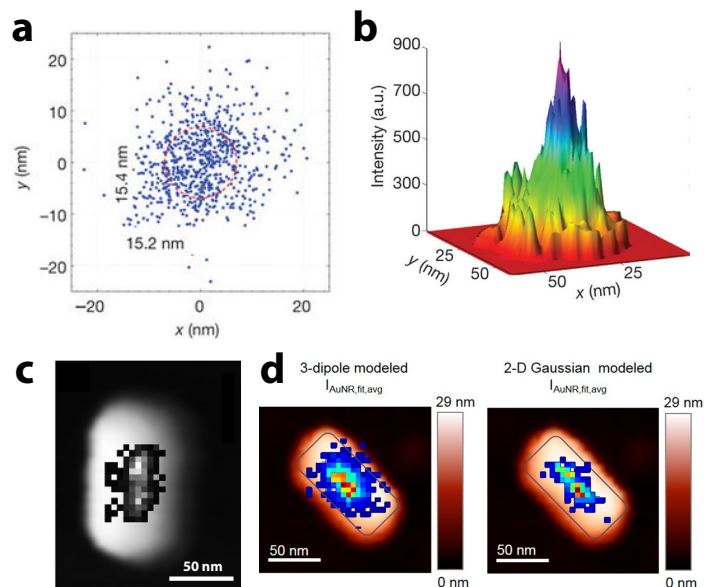 a
20
10
0
−10
−20
y (nm)
15.4 nm
15.2 nm
−20
0
20
x (nm)
b
900
700
500
300
0
Intensity (a.u.)
25
50
y (nm)
50
25
x (nm)
c
50 nm
d
3-dipole modeled
I_AuNR,fit,avg
29 nm
50 nm
0 nm
2-D Gaussian modeled
I_AuNR,fit,avg
29 nm
50 nm
0 nm